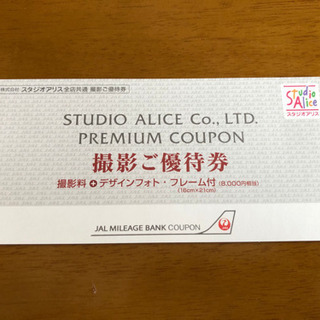 株式会社 スタジオアリス全店共通 撮影ご優待券
Studio Alice
スタジオアリス
STUDIO ALICE Co., LTD.
PREMIUM COUPON
撮影ご優待券
撮影料＋デザインフォト・フレーム付(8,000円相当)
(16cm×21cm)
JAL MILEAGE BANK COUPON